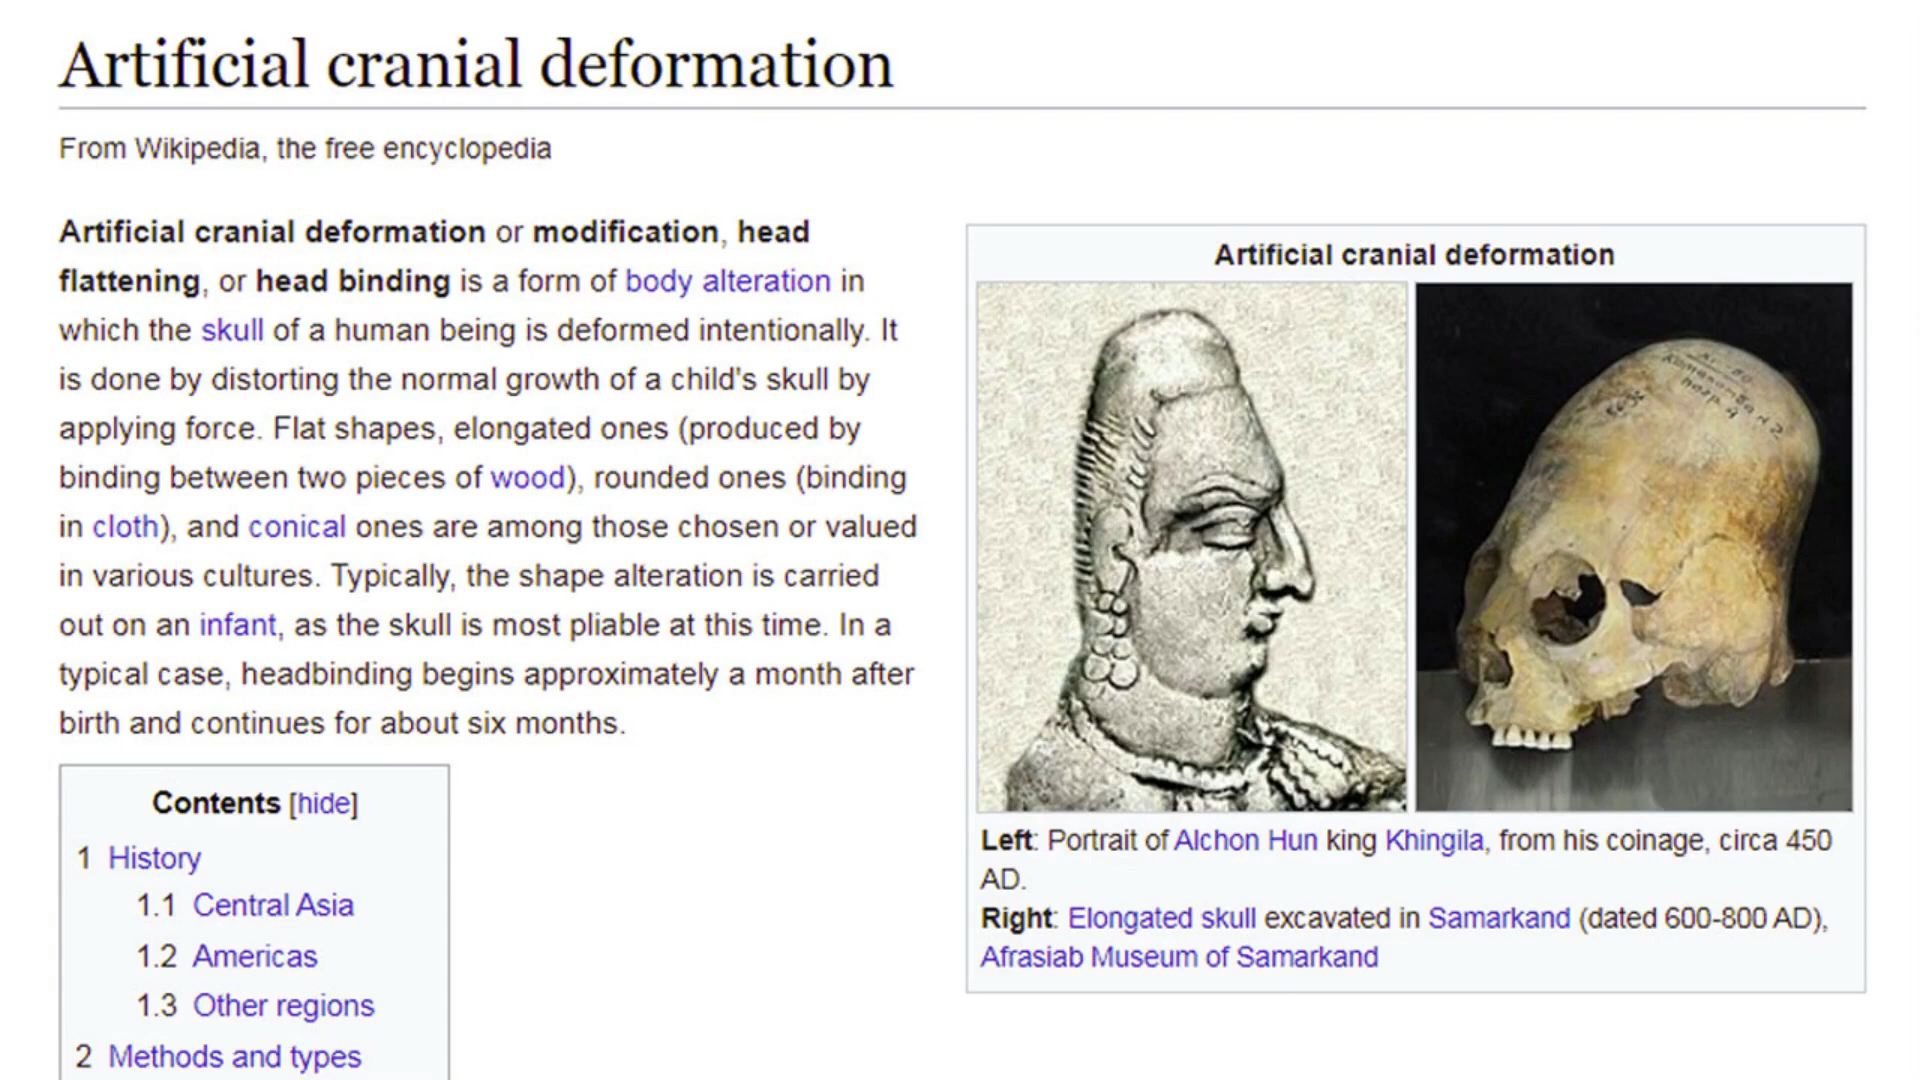 Artificial cranial deformation
From Wikipedia, the free encyclopedia
Artificial cranial deformation or modification, head
flattening, or head binding is a form of body alteration in
which the skull of a human being is deformed intentionally. It
is done by distorting the normal growth of a child's skull by
applying force. Flat shapes, elongated ones (produced by
binding between two pieces of wood), rounded ones (binding
in cloth), and conical ones are among those chosen or valued
in various cultures. Typically, the shape alteration is carried
out on an infant, as the skull is most pliable at this time. In a
typical case, headbinding begins approximately a month after
birth and continues for about six months.
Contents [hide]
1 History
1.1 Central Asia
1.2 Americas
1.3 Other regions
2 Methods and types
Artificial cranial deformation
Left: Portrait of Alchon Hun king Khingila, from his coinage, circa 450
AD.
Right: Elongated skull excavated in Samarkand (dated 600-800 AD),
Afrasiab Museum of Samarkand